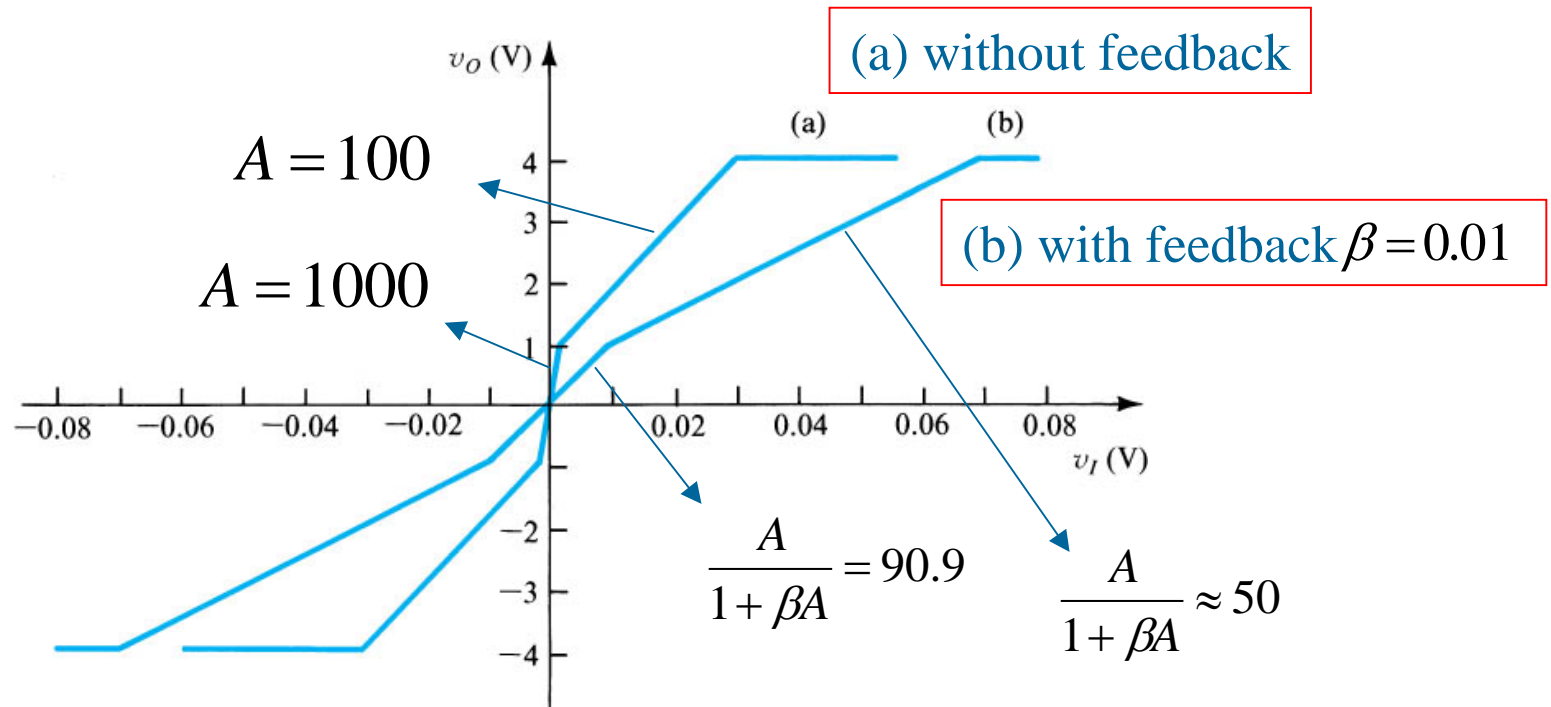 (a) without feedback
v_O (V)
(a)
(b)
A = 100
4
3
(b) with feedback β = 0.01
A = 1000
2
1
−0.08 −0.06 −0.04 −0.02 0.02 0.04 0.06 0.08
v_I (V)
−2
−3
−4
A / (1 + βA) = 90.9
A / (1 + βA) ≈ 50